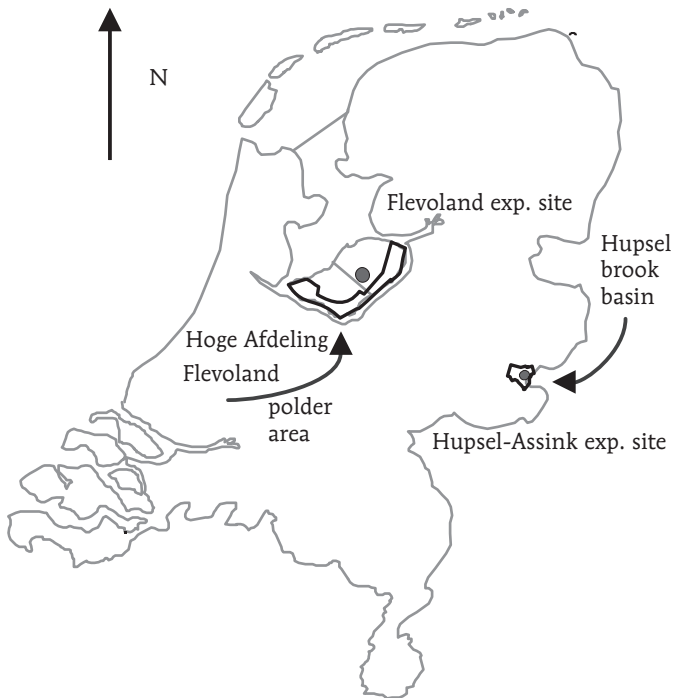 N
Flevoland exp. site
Hupsel
brook
basin
Hoge Afdeling
Flevoland
polder
area
Hupsel-Assink exp. site